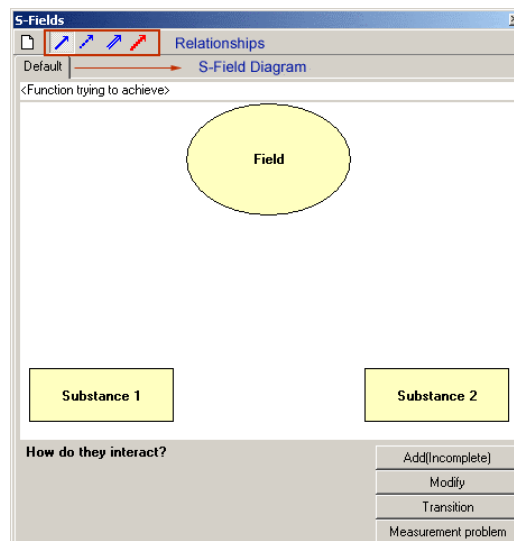 S-Fields
Relationships
Default
S-Field Diagram
<Function trying to achieve>
Field
Substance 1
Substance 2
How do they interact?
Add(Incomplete)
Modify
Transition
Measurement problem